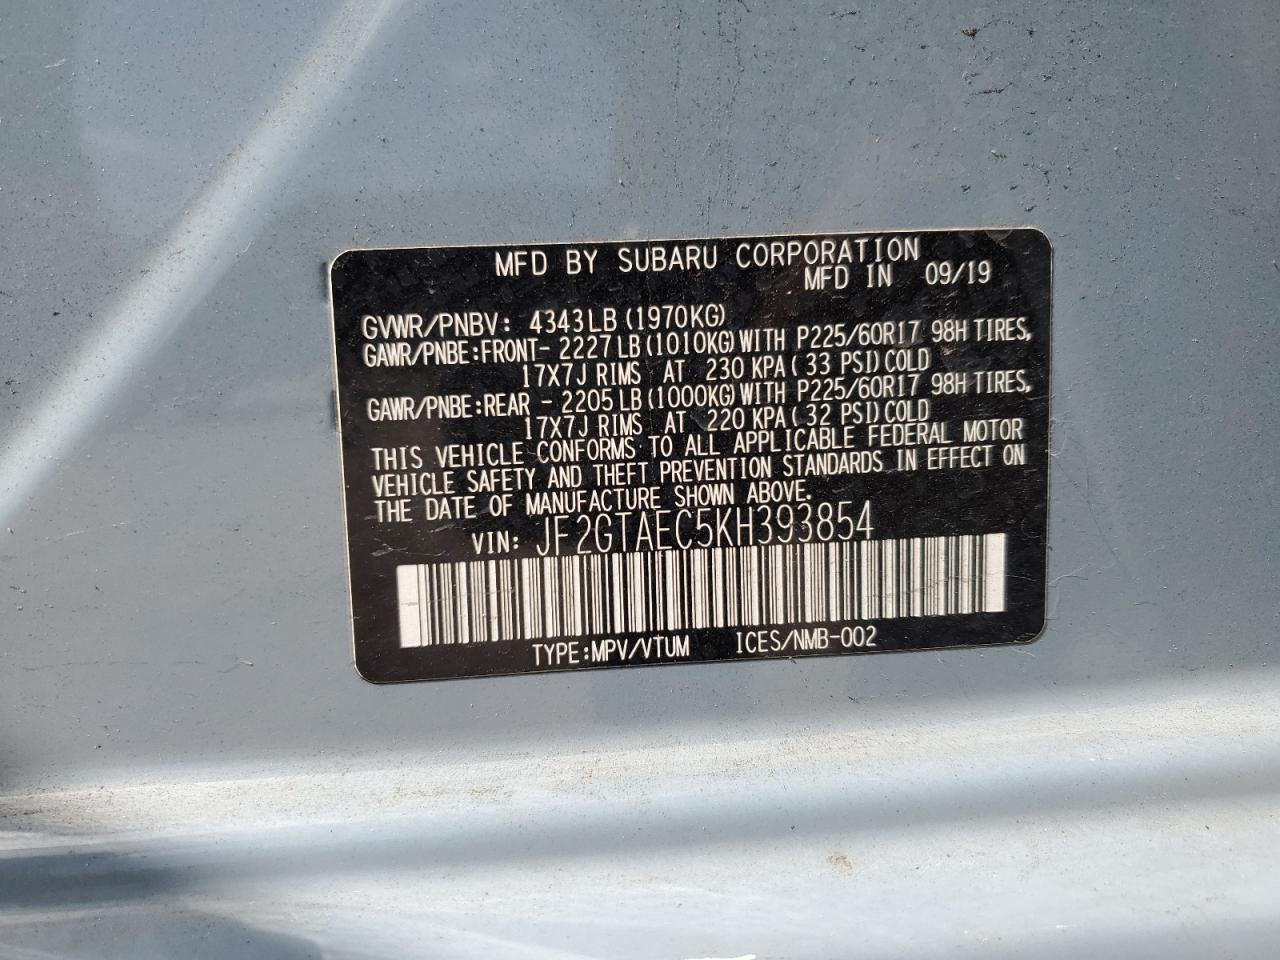 MFD BY SUBARU CORPORATION
MFD IN 09/19
GVWR/PNBV: 4343LB (1970KG)
GAWR/PNBE:FRONT- 2227LB (1010KG) WITH P225/60R17 98H TIRES,
17X7J RIMS AT 230 KPA (33 PSI) COLD
GAWR/PNBE:REAR - 2205LB (1000KG) WITH P225/60R17 98H TIRES,
17X7J RIMS AT 220 KPA (32 PSI) COLD
THIS VEHICLE CONFORMS TO ALL APPLICABLE FEDERAL MOTOR
VEHICLE SAFETY AND THEFT PREVENTION STANDARDS IN EFFECT ON
THE DATE OF MANUFACTURE SHOWN ABOVE.
VIN: JF2GTAEC5KH393854
TYPE:MPV/VTUM ICES/NMB-002